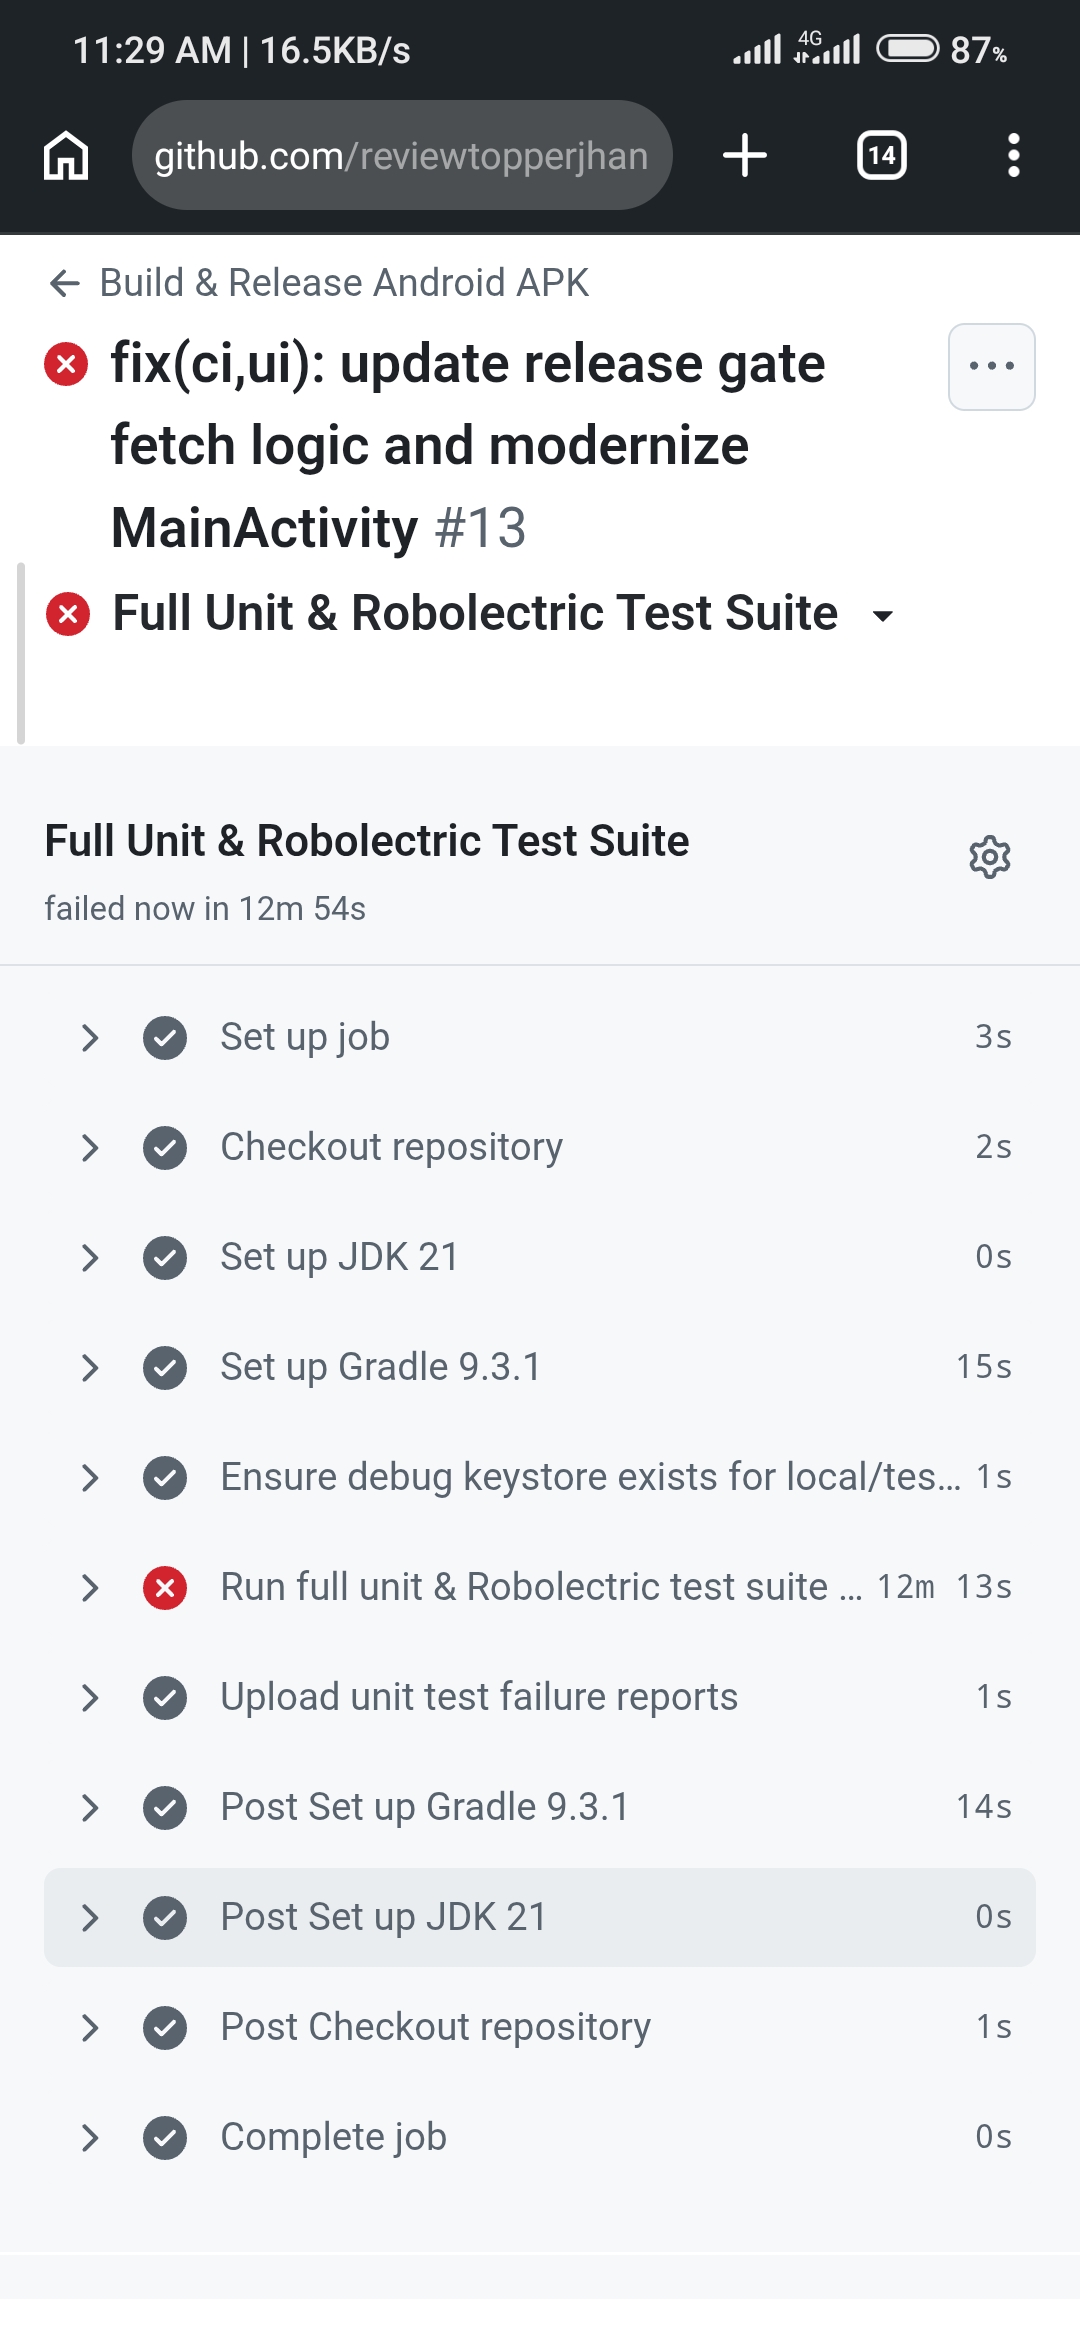 11:29 AM | 16.5KB/s
4G
87%
github.com/reviewtopperjhan
14
Build & Release Android APK
fix(ci,ui): update release gate
fetch logic and modernize
MainActivity #13
Full Unit & Robolectric Test Suite
Full Unit & Robolectric Test Suite
failed now in 12m 54s
Set up job 3s
Checkout repository 2s
Set up JDK 21 0s
Set up Gradle 9.3.1 15s
Ensure debug keystore exists for local/tes... 1s
Run full unit & Robolectric test suite ... 12m 13s
Upload unit test failure reports 1s
Post Set up Gradle 9.3.1 14s
Post Set up JDK 21 0s
Post Checkout repository 1s
Complete job 0s